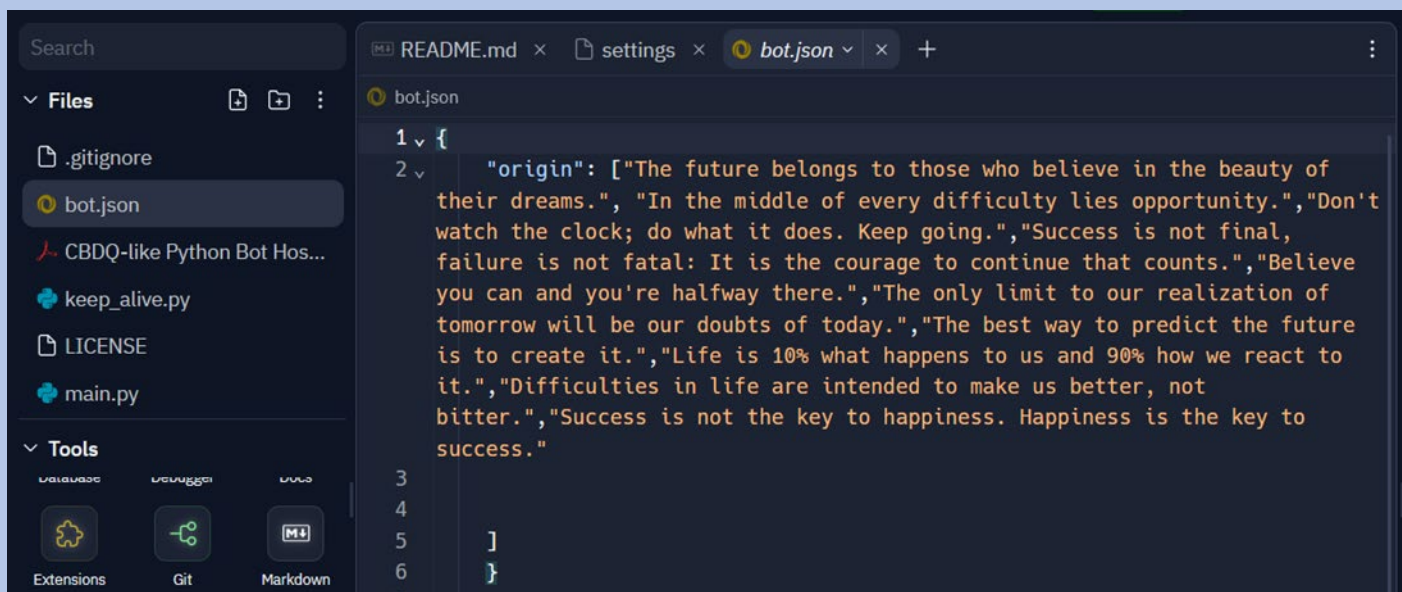 Search
Files
.gitignore
bot.json
CBDQ-like Python Bot Hos...
keep_alive.py
LICENSE
main.py
Tools
Database Debugger Docs
Extensions Git Markdown
README.md × settings × bot.json × +
bot.json
1 {
2 "origin": ["The future belongs to those who believe in the beauty of
their dreams.", "In the middle of every difficulty lies opportunity.","Don't
watch the clock; do what it does. Keep going.","Success is not final,
failure is not fatal: It is the courage to continue that counts.","Believe
you can and you're halfway there.","The only limit to our realization of
tomorrow will be our doubts of today.","The best way to predict the future
is to create it.","Life is 10% what happens to us and 90% how we react to
it.","Difficulties in life are intended to make us better, not
bitter.","Success is not the key to happiness. Happiness is the key to
success."
3
4
5 ]
6 }